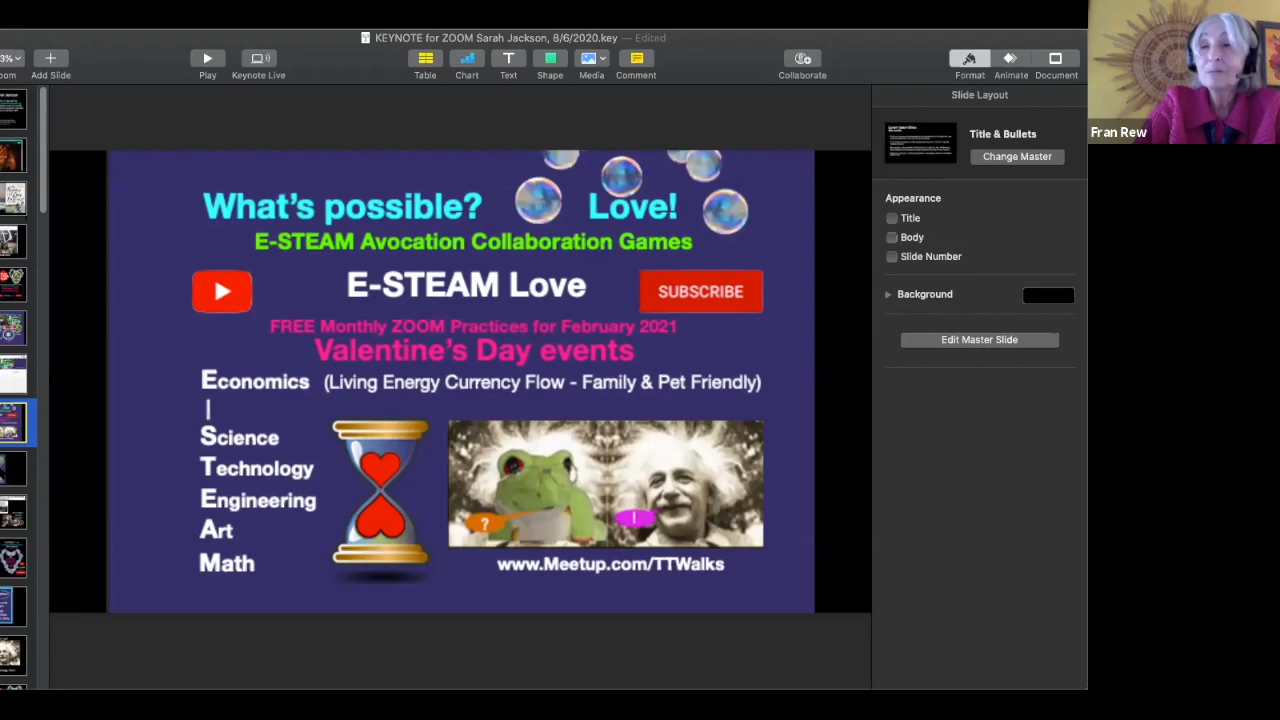 KEYNOTE for ZOOM Sarah Jackson, 8/6/2020.key — Edited
3%
oom
Add Slide
Play
Keynote Live
Table
Chart
Text
Shape
Media
Comment
Collaborate
Format
Animate
Document
Slide Layout
Title & Bullets
Change Master
Appearance
Title
Body
Slide Number
Background
Edit Master Slide
Fran Rew
What's possible? Love!
E-STEAM Avocation Collaboration Games
E-STEAM Love
SUBSCRIBE
FREE Monthly ZOOM Practices for February 2021
Valentine's Day events
Economics (Living Energy Currency Flow - Family & Pet Friendly)
|
Science
Technology
Engineering
Art
Math
?
!
www.Meetup.com/TTWalks